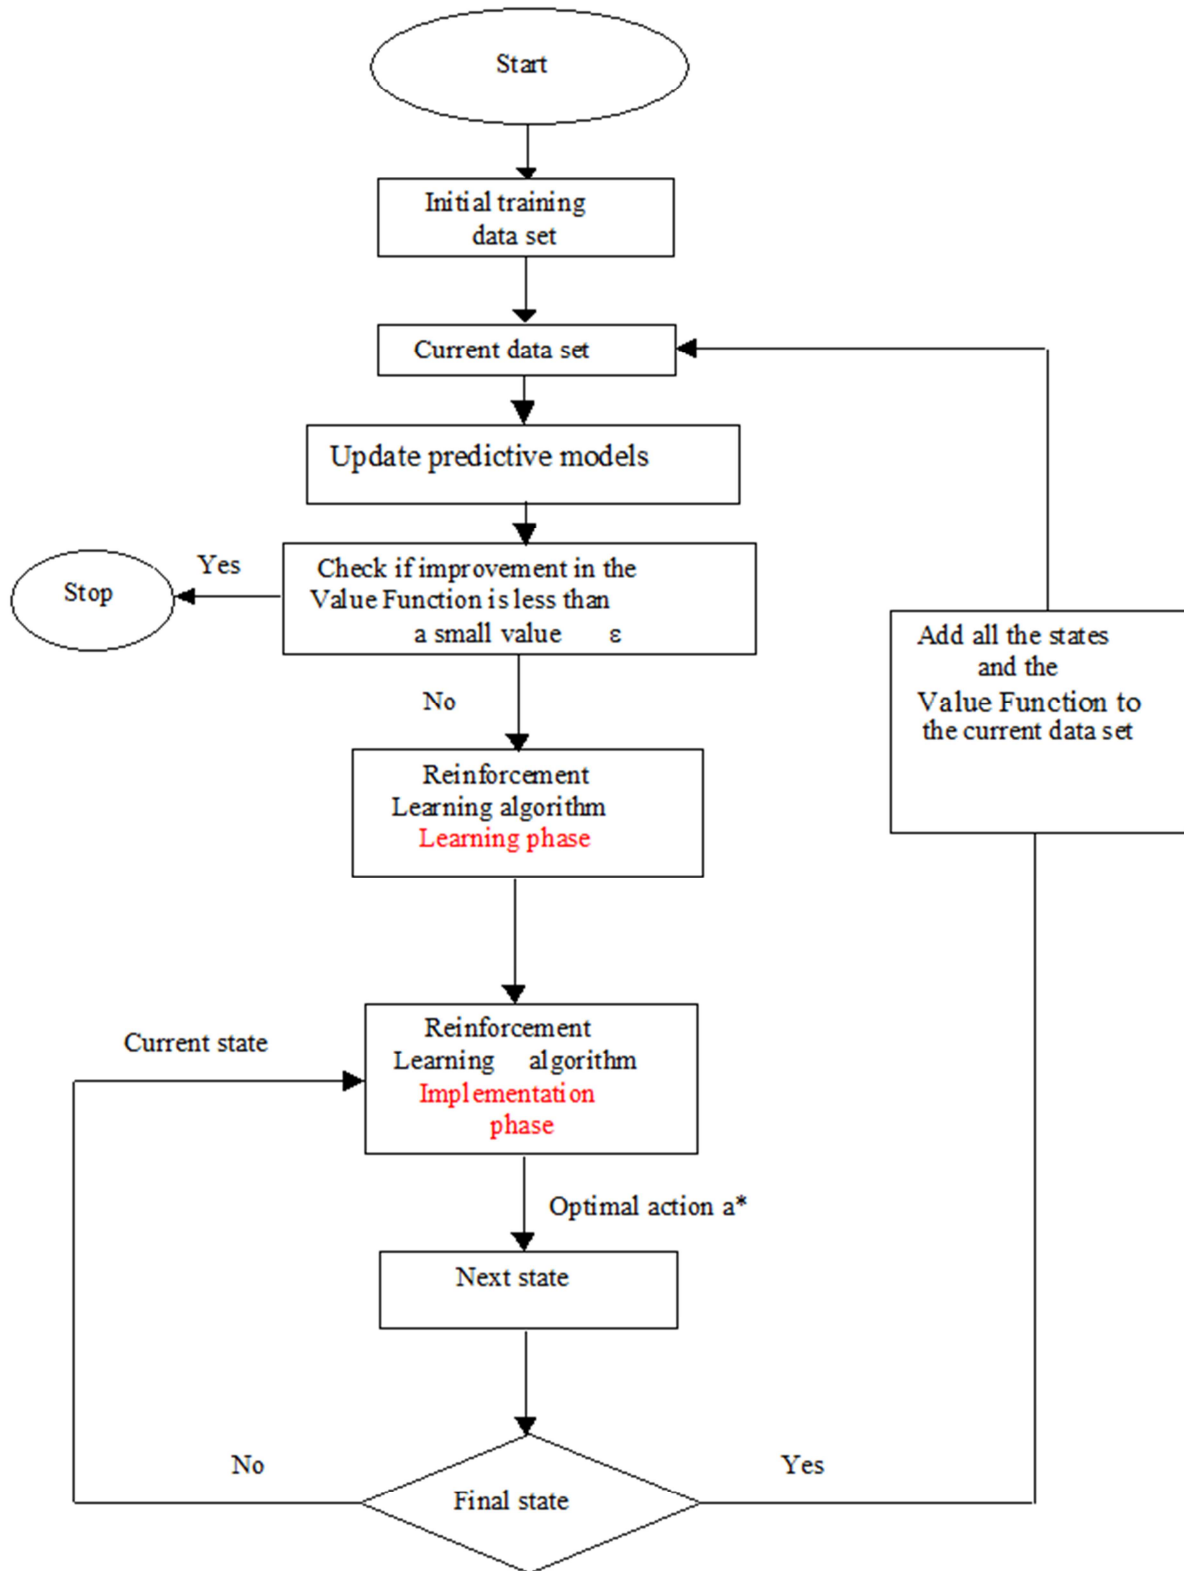 Start
Initial training
data set
Current data set
Update predictive models
Yes
Stop
Check if improvement in the
Value Function is less than
a small value ε
No
Add all the states
and the
Value Function to
the current data set
Reinforcement
Learning algorithm
Learning phase
Current state
Reinforcement
Learning algorithm
Implementation
phase
Optimal action a*
Next state
No
Yes
Final state